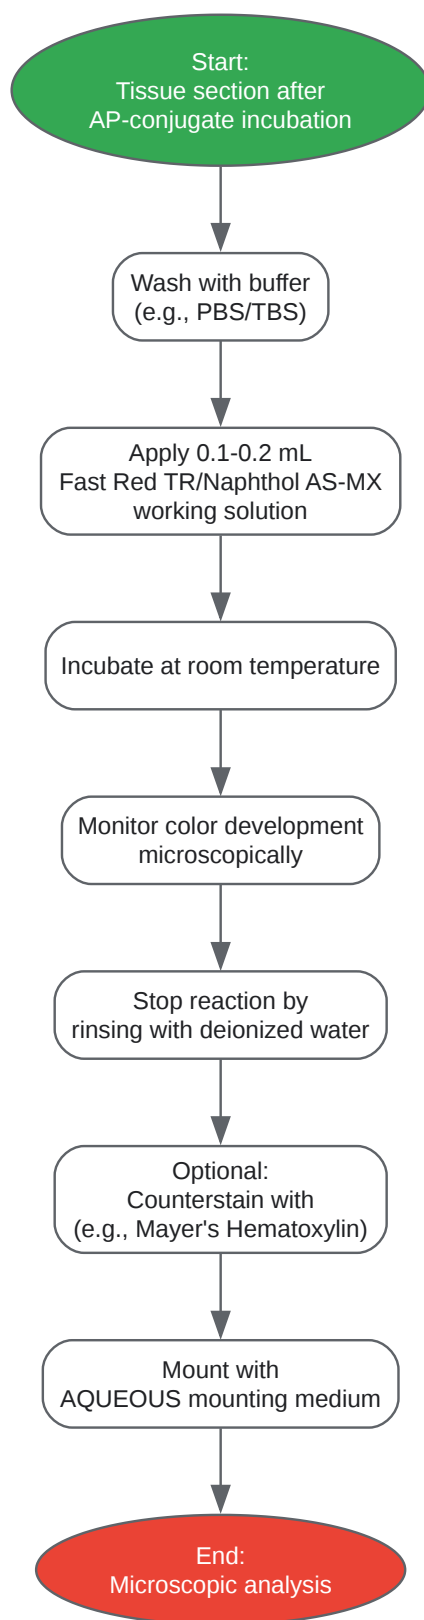 Start:
Tissue section after
AP-conjugate incubation
Wash with buffer
(e.g., PBS/TBS)
Apply 0.1-0.2 mL
Fast Red TR/Naphthol AS-MX
working solution
Incubate at room temperature
Monitor color development
microscopically
Stop reaction by
rinsing with deionized water
Optional:
Counterstain with
(e.g., Mayer's Hematoxylin)
Mount with
AQUEOUS mounting medium
End:
Microscopic analysis